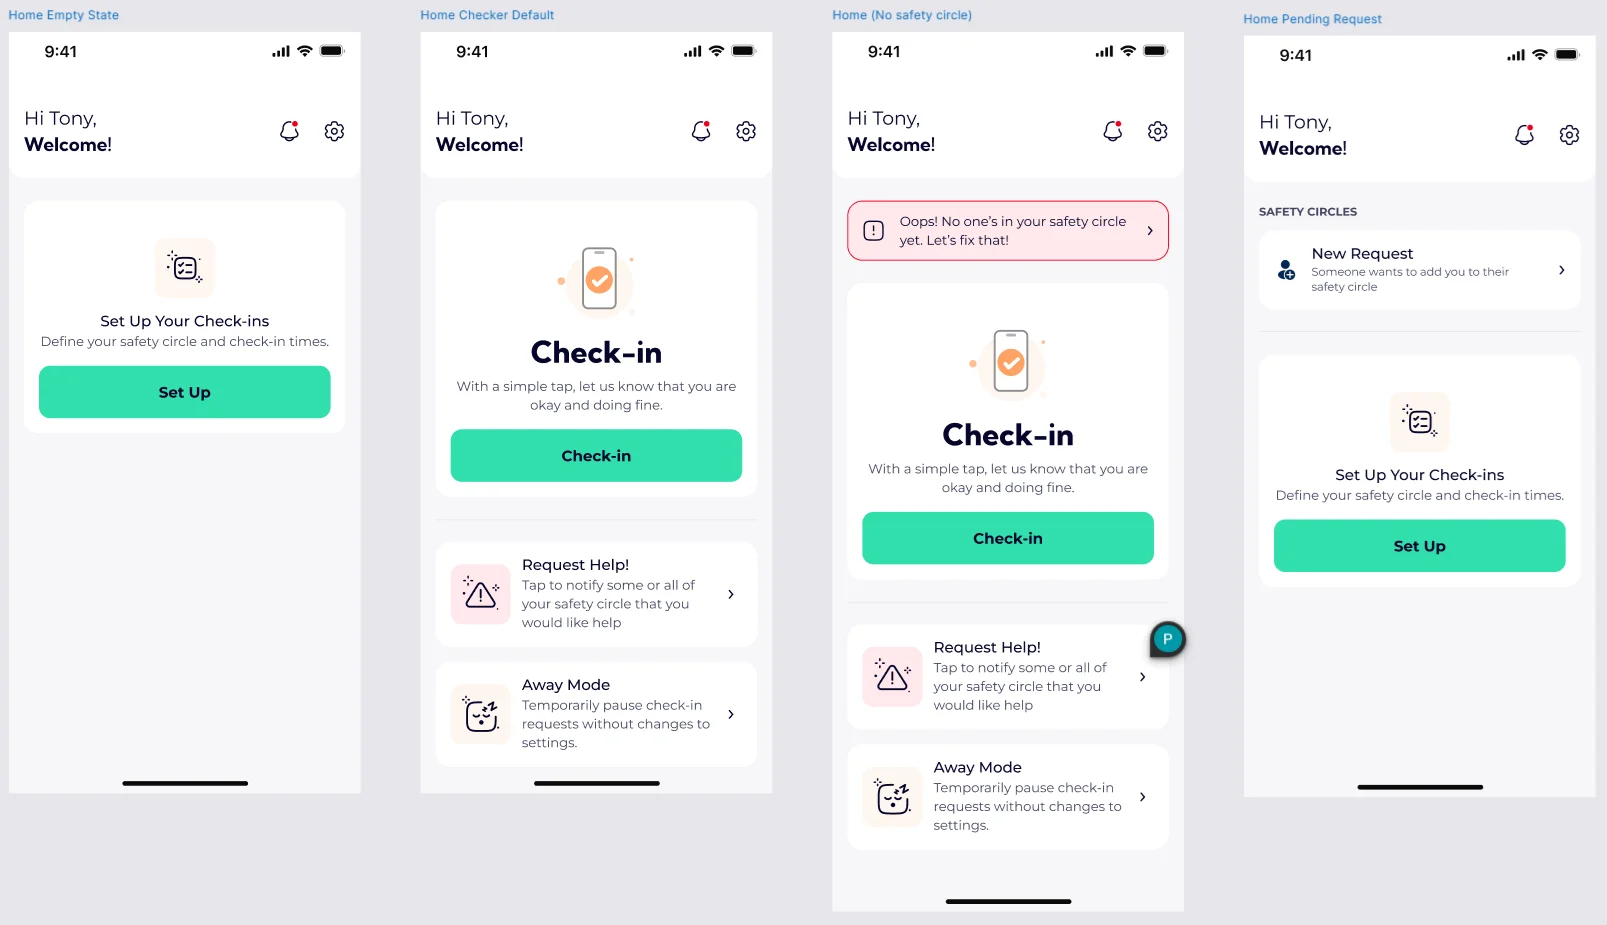 Home Empty State
9:41
Hi Tony,
Welcome!
Set Up Your Check-ins
Define your safety circle and check-in times.
Set Up
Home Checker Default
9:41
Hi Tony,
Welcome!
Check-in
With a simple tap, let us know that you are
okay and doing fine.
Check-in
Request Help!
Tap to notify some or all of
your safety circle that you
would like help
Away Mode
Temporarily pause check-in
requests without changes to
settings.
Home (No safety circle)
9:41
Hi Tony,
Welcome!
Oops! No one's in your safety circle
yet. Let's fix that!
Check-in
With a simple tap, let us know that you are
okay and doing fine.
Check-in
P
Request Help!
Tap to notify some or all of
your safety circle that you
would like help
Away Mode
Temporarily pause check-in
requests without changes to
settings.
Home Pending Request
9:41
Hi Tony,
Welcome!
SAFETY CIRCLES
New Request
Someone wants to add you to their
safety circle
Set Up Your Check-ins
Define your safety circle and check-in times.
Set Up